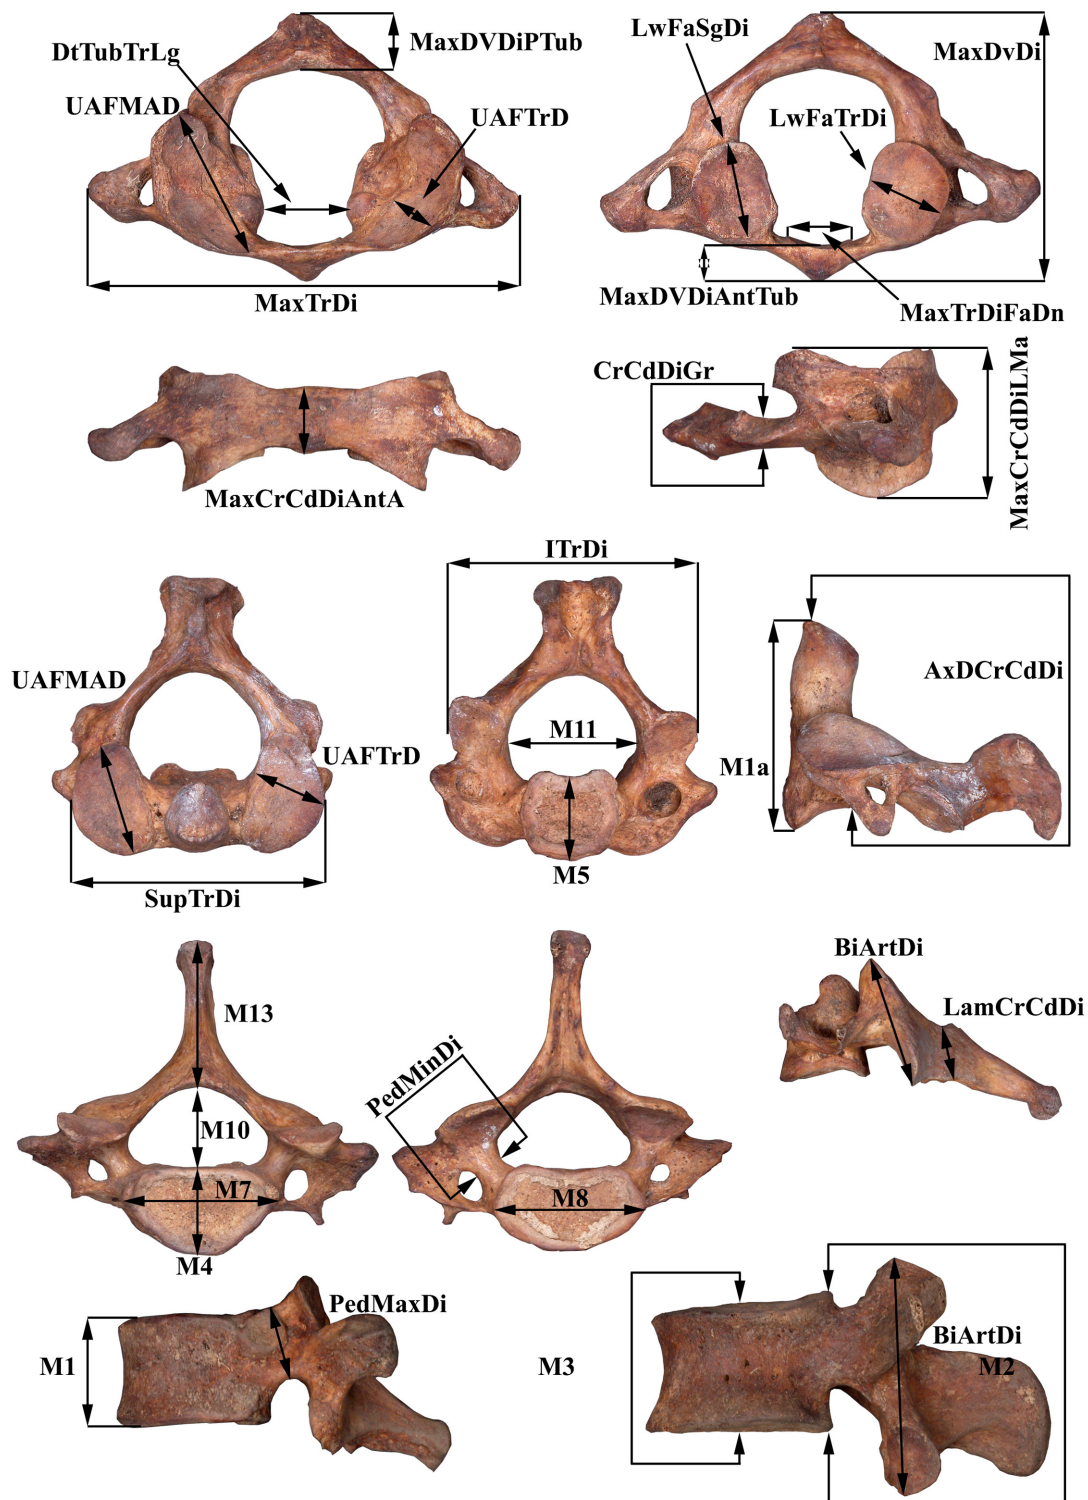 MaxDVDiPTub
LwFaSgDi
MaxDvDi
DtTubTrLg
UAFMAD
UAFTrD
LwFaTrDi
MaxTrDi
MaxDVDiAntTub
MaxTrDiFaDn
CrCdDiGr
MaxCrCdDiLMa
MaxCrCdDiAntA
ITrDi
UAFMAD
AxDCrCdDi
M11
UAFTrD
M1a
M5
SupTrDi
BiArtDi
M13
LamCrCdDi
PedMinDi
M10
M7
M8
M4
PedMaxDi
BiArtDi
M1
M3
M2